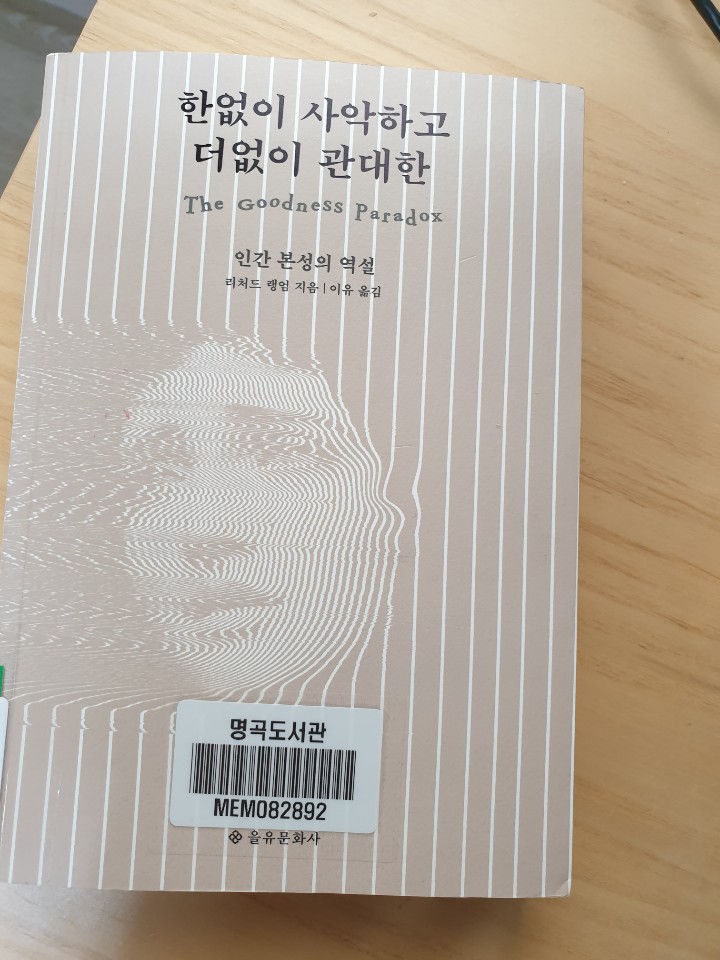 한없이 사악하고
더없이 관대한
The Goodness Paradox
인간 본성의 역설
리처드 랭엄 지음 | 이유 옮김
명곡도서관
MEM082892
을유문화사